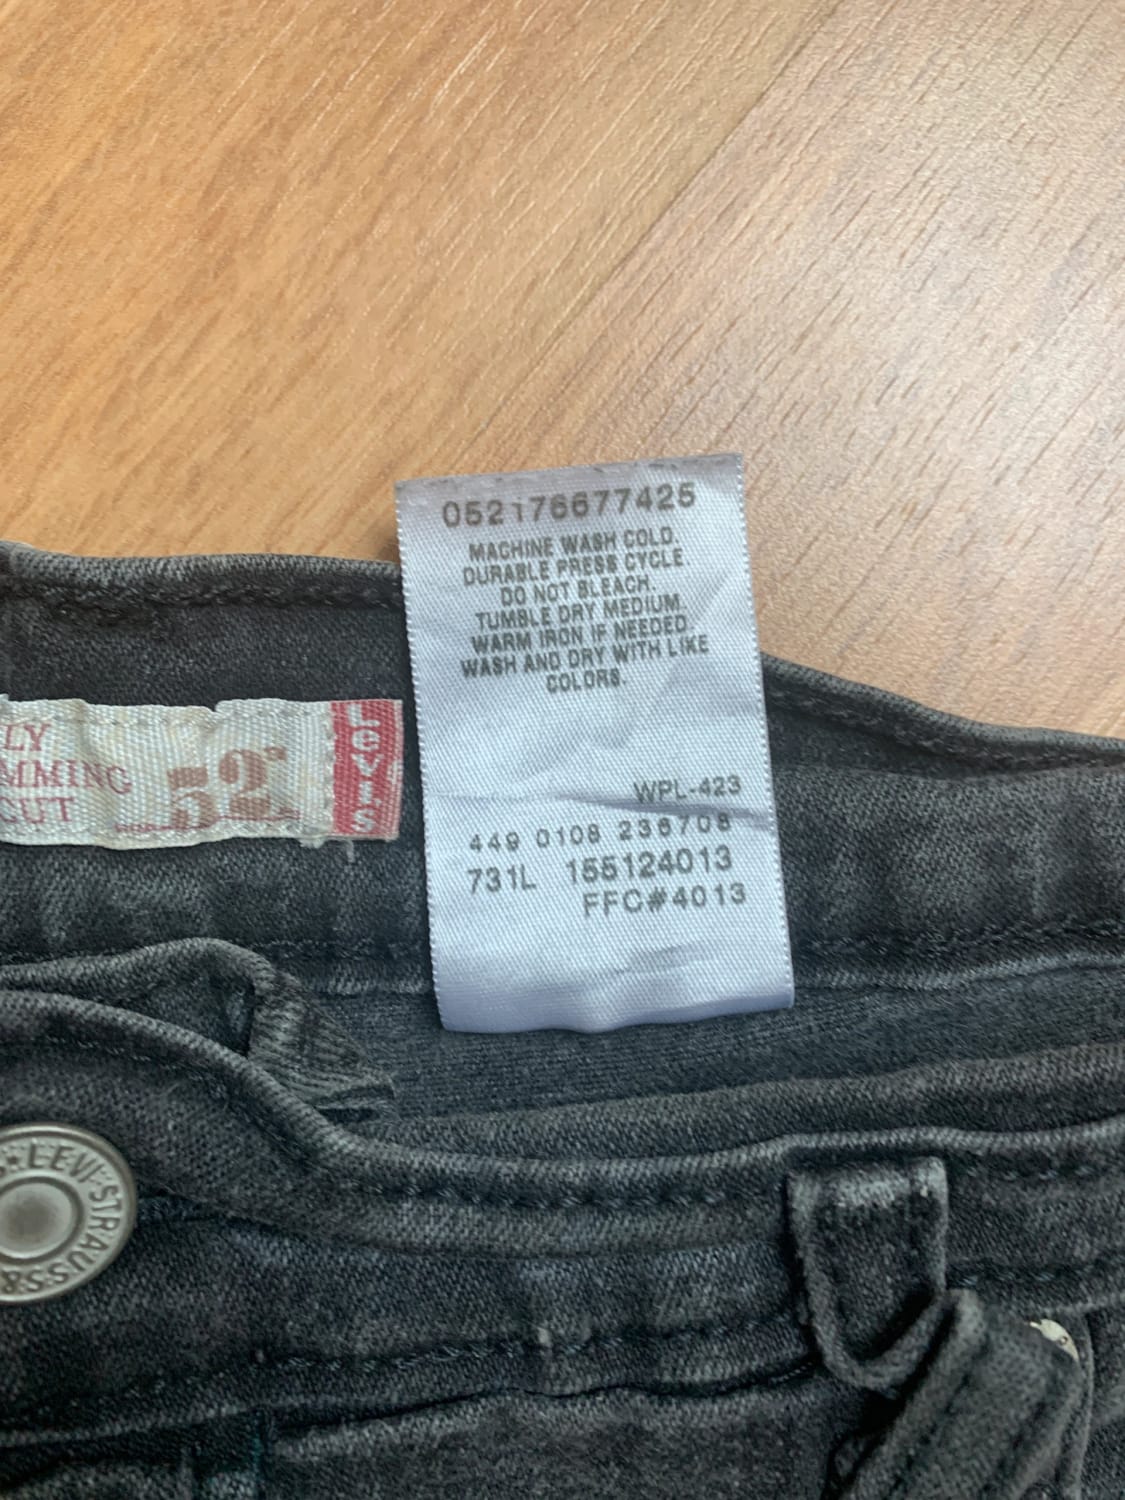 052176677425
MACHINE WASH COLD.
DURABLE PRESS CYCLE.
DO NOT BLEACH.
TUMBLE DRY MEDIUM.
WARM IRON IF NEEDED.
WASH AND DRY WITH LIKE
COLORS.
WPL-423
449 0108 236708
731L 155124013
FFC#4013
LY
MMING
CUT
52
LEVI'S
LEVI STRAUSS &